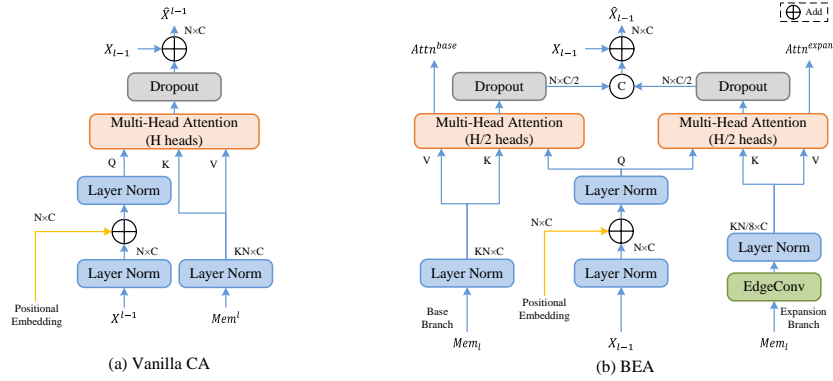 X̂^{l-1}
N×C
X_{l-1}
Dropout
Multi-Head Attention
(H heads)
Q
K
V
Layer Norm
N×C
N×C
KN×C
Layer Norm
Layer Norm
Positional
Embedding
X^{l-1}
Mem^l
(a) Vanilla CA
Add
X̂_{l-1}
Attn^{base}
N×C
Attn^{expan}
X_{l-1}
Dropout
N×C/2
C
N×C/2
Dropout
Multi-Head Attention
(H/2 heads)
Multi-Head Attention
(H/2 heads)
V
K
Q
K
V
Layer Norm
N×C
KN/8×C
KN×C
N×C
Layer Norm
Layer Norm
Layer Norm
EdgeConv
Base
Branch
Positional
Embedding
Expansion
Branch
Mem_l
X_{l-1}
Mem_l
(b) BEA